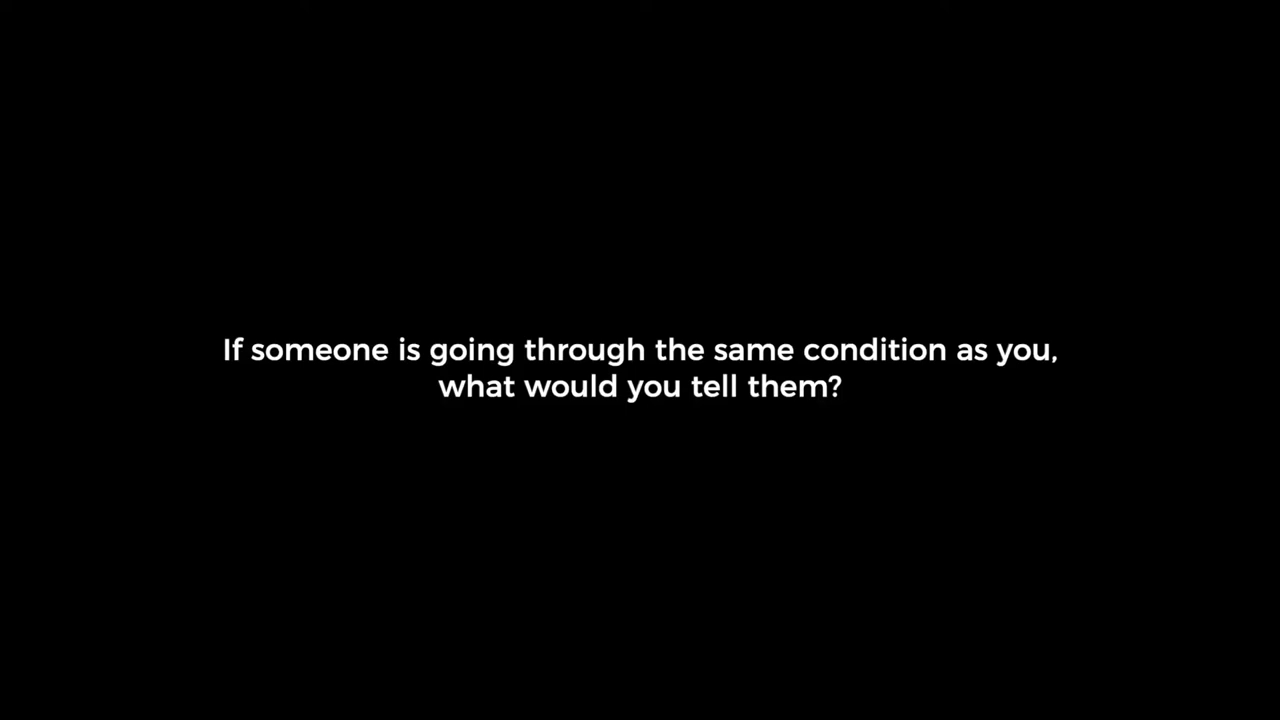 If someone is going through the same condition as you,
what would you tell them?